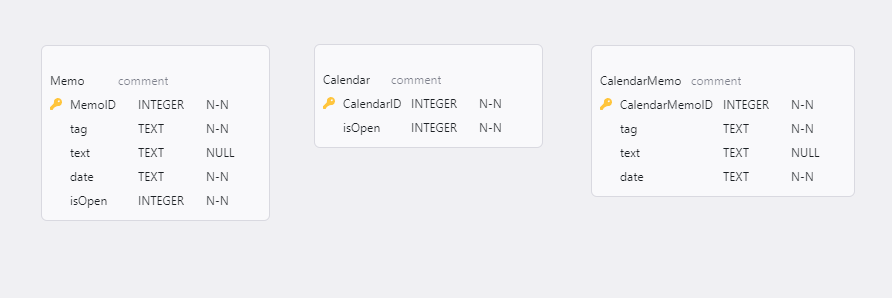 Memo comment
MemoID INTEGER N-N
tag TEXT N-N
text TEXT NULL
date TEXT N-N
isOpen INTEGER N-N
Calendar comment
CalendarID INTEGER N-N
isOpen INTEGER N-N
CalendarMemo comment
CalendarMemoID INTEGER N-N
tag TEXT N-N
text TEXT NULL
date TEXT N-N